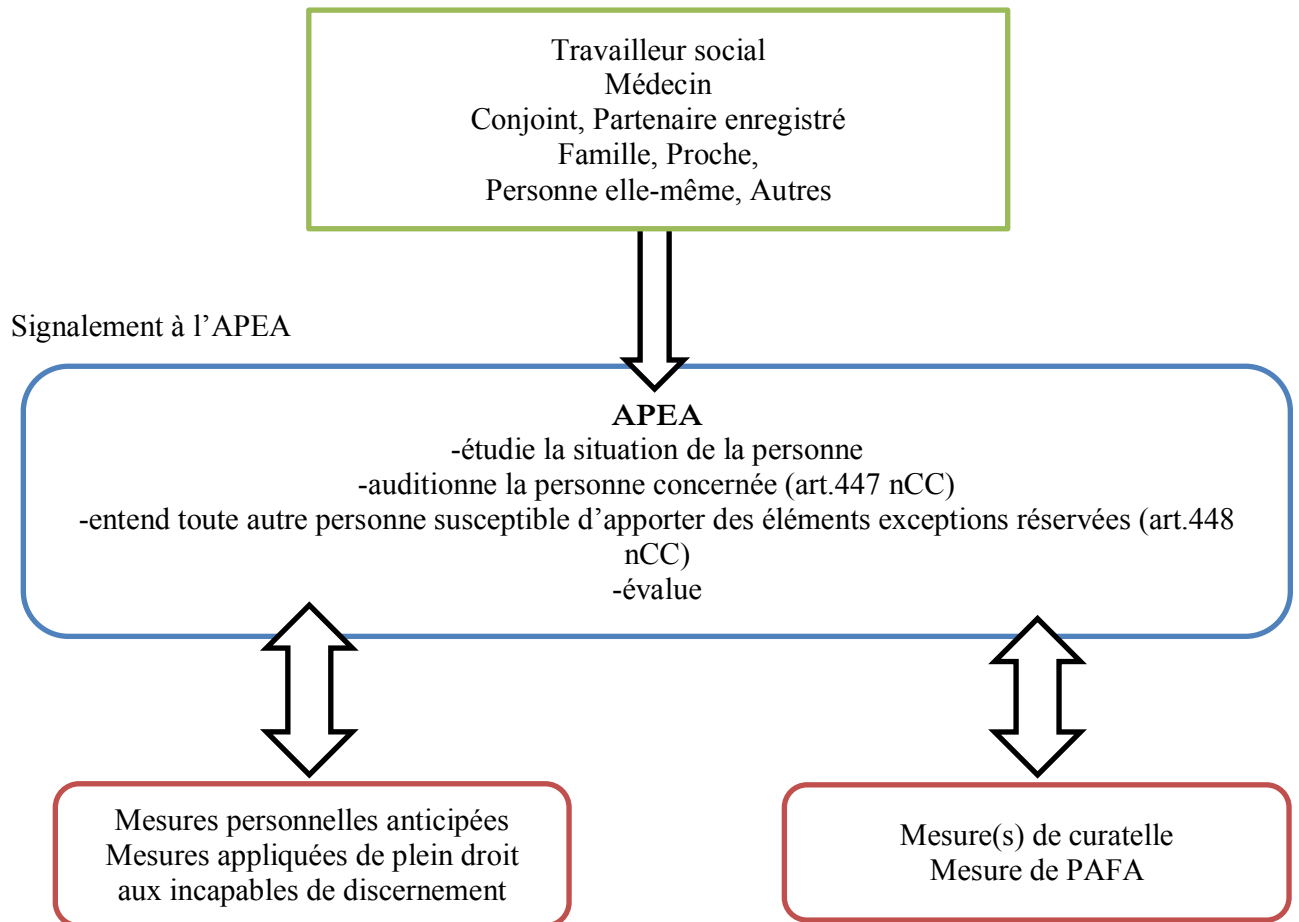 Travailleur social
Médecin
Conjoint, Partenaire enregistré
Famille, Proche,
Personne elle-même, Autres
Signalement à l’APEA
APEA
-étudie la situation de la personne
-auditionne la personne concernée (art.447 nCC)
-entend toute autre personne susceptible d’apporter des éléments exceptions réservées (art.448
nCC)
-évalue
Mesures personnelles anticipées
Mesures appliquées de plein droit
aux incapables de discernement
Mesure(s) de curatelle
Mesure de PAFA